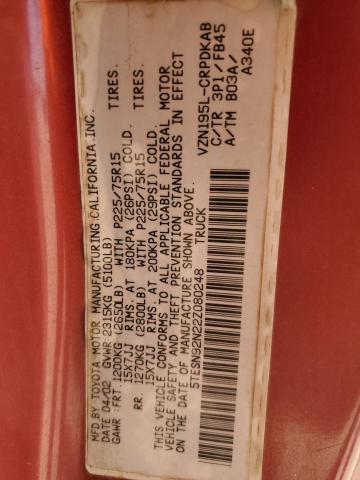 MFD.BY TOYOTA MOTOR MANUFACTURING,CALIFORNIA,INC.
DATE 04/02 GVWR 2315KG (5100LB)
GAWR :FRT 1200KG (2650LB) WITH P225/75R15
15X7JJ RIMS. AT 180KPA (26PSI) COLD.
RR. 1270KG (2800LB) WITH P225/75R15
15X7JJ RIMS. AT 200KPA (29PSI) COLD.
THIS VEHICLE CONFORMS TO ALL APPLICABLE FEDERAL MOTOR
VEHICLE SAFETY AND THEFT PREVENTION STANDARDS IN EFFECT
ON THE DATE OF MANUFACTURE SHOWN ABOVE.
5TESN92N22Z080248 TRUCK
VZN195L-CRPDKAB
C/TR 3P1/FB45
A/TM B03A/
A340E